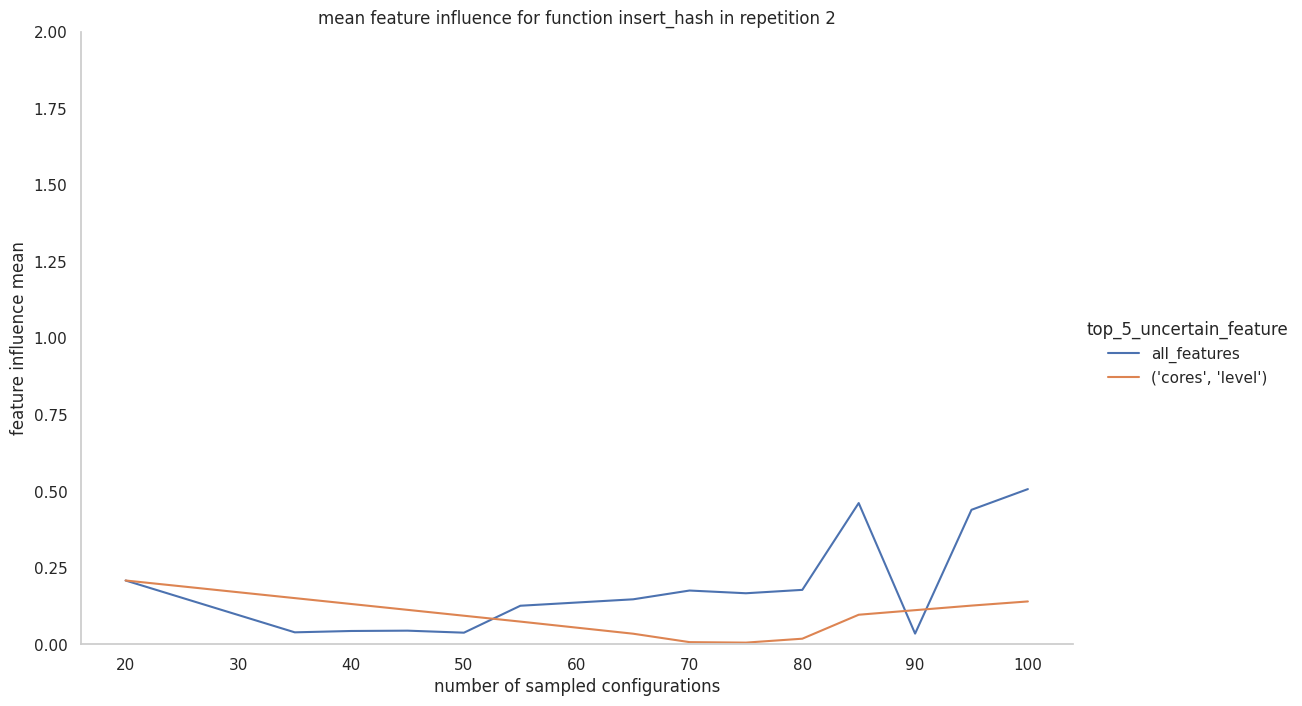 mean feature influence for function insert_hash in repetition 2
2.00
1.75
1.50
1.25
1.00
0.75
0.50
0.25
0.00
feature influence mean
20 30 40 50 60 70 80 90 100
number of sampled configurations
top_5_uncertain_feature
all_features
('cores', 'level')